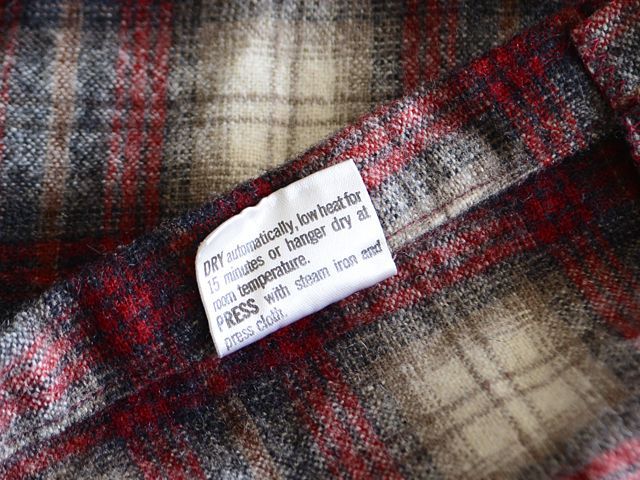 DRY automatically, low heat for
15 minutes or hanger dry at
room temperature.
PRESS with steam iron and
press cloth.